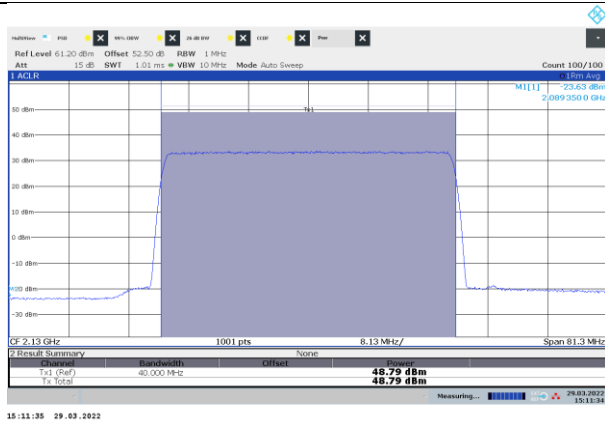 MultiView PSD X 99% OBW X 26 dB BW X CCDF X Pwr X
Ref Level 61.20 dBm Offset 52.50 dB RBW 1 MHz
Att 15 dB SWT 1.01 ms VBW 10 MHz Mode Auto Sweep Count 100/100
1 ACLR 1Rm Avg
M1[1] -23.63 dBm
2.0893500 GHz
50 dBm
Tx1
40 dBm
30 dBm
20 dBm
10 dBm
0 dBm
-10 dBm
-20 dBm
-30 dBm
CF 2.13 GHz 1001 pts 8.13 MHz/ Span 81.3 MHz
2 Result Summary None
Channel Bandwidth Offset Power
Tx1 (Ref) 40.000 MHz 48.79 dBm
Tx Total 48.79 dBm
Measuring... 29.03.2022
15:11:34
15:11:35 29.03.2022